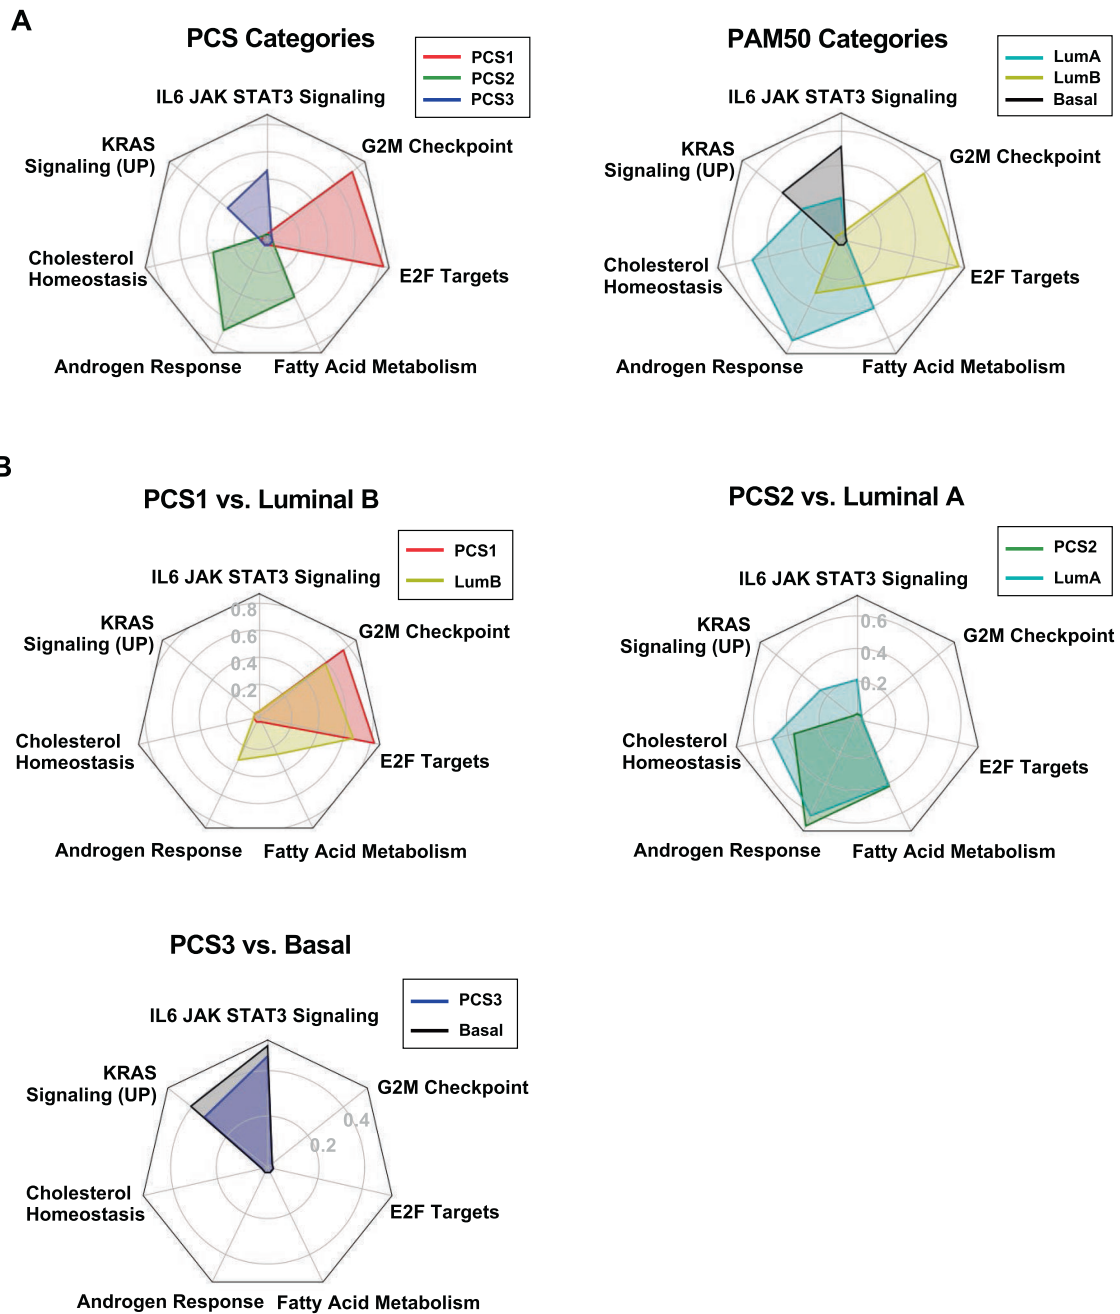 A
PCS Categories
PCS1
PCS2
PCS3
IL6 JAK STAT3 Signaling
KRAS
Signaling (UP)
G2M Checkpoint
Cholesterol
Homeostasis
E2F Targets
Androgen Response
Fatty Acid Metabolism
PAM50 Categories
LumA
LumB
Basal
IL6 JAK STAT3 Signaling
KRAS
Signaling (UP)
G2M Checkpoint
Cholesterol
Homeostasis
E2F Targets
Androgen Response
Fatty Acid Metabolism
B
PCS1 vs. Luminal B
PCS1
LumB
IL6 JAK STAT3 Signaling
0.8
0.6
0.4
0.2
KRAS
Signaling (UP)
G2M Checkpoint
Cholesterol
Homeostasis
E2F Targets
Androgen Response
Fatty Acid Metabolism
PCS2 vs. Luminal A
PCS2
LumA
IL6 JAK STAT3 Signaling
0.6
0.4
0.2
KRAS
Signaling (UP)
G2M Checkpoint
Cholesterol
Homeostasis
E2F Targets
Androgen Response
Fatty Acid Metabolism
PCS3 vs. Basal
PCS3
Basal
IL6 JAK STAT3 Signaling
KRAS
Signaling (UP)
G2M Checkpoint
0.4
0.2
Cholesterol
Homeostasis
E2F Targets
Androgen Response
Fatty Acid Metabolism